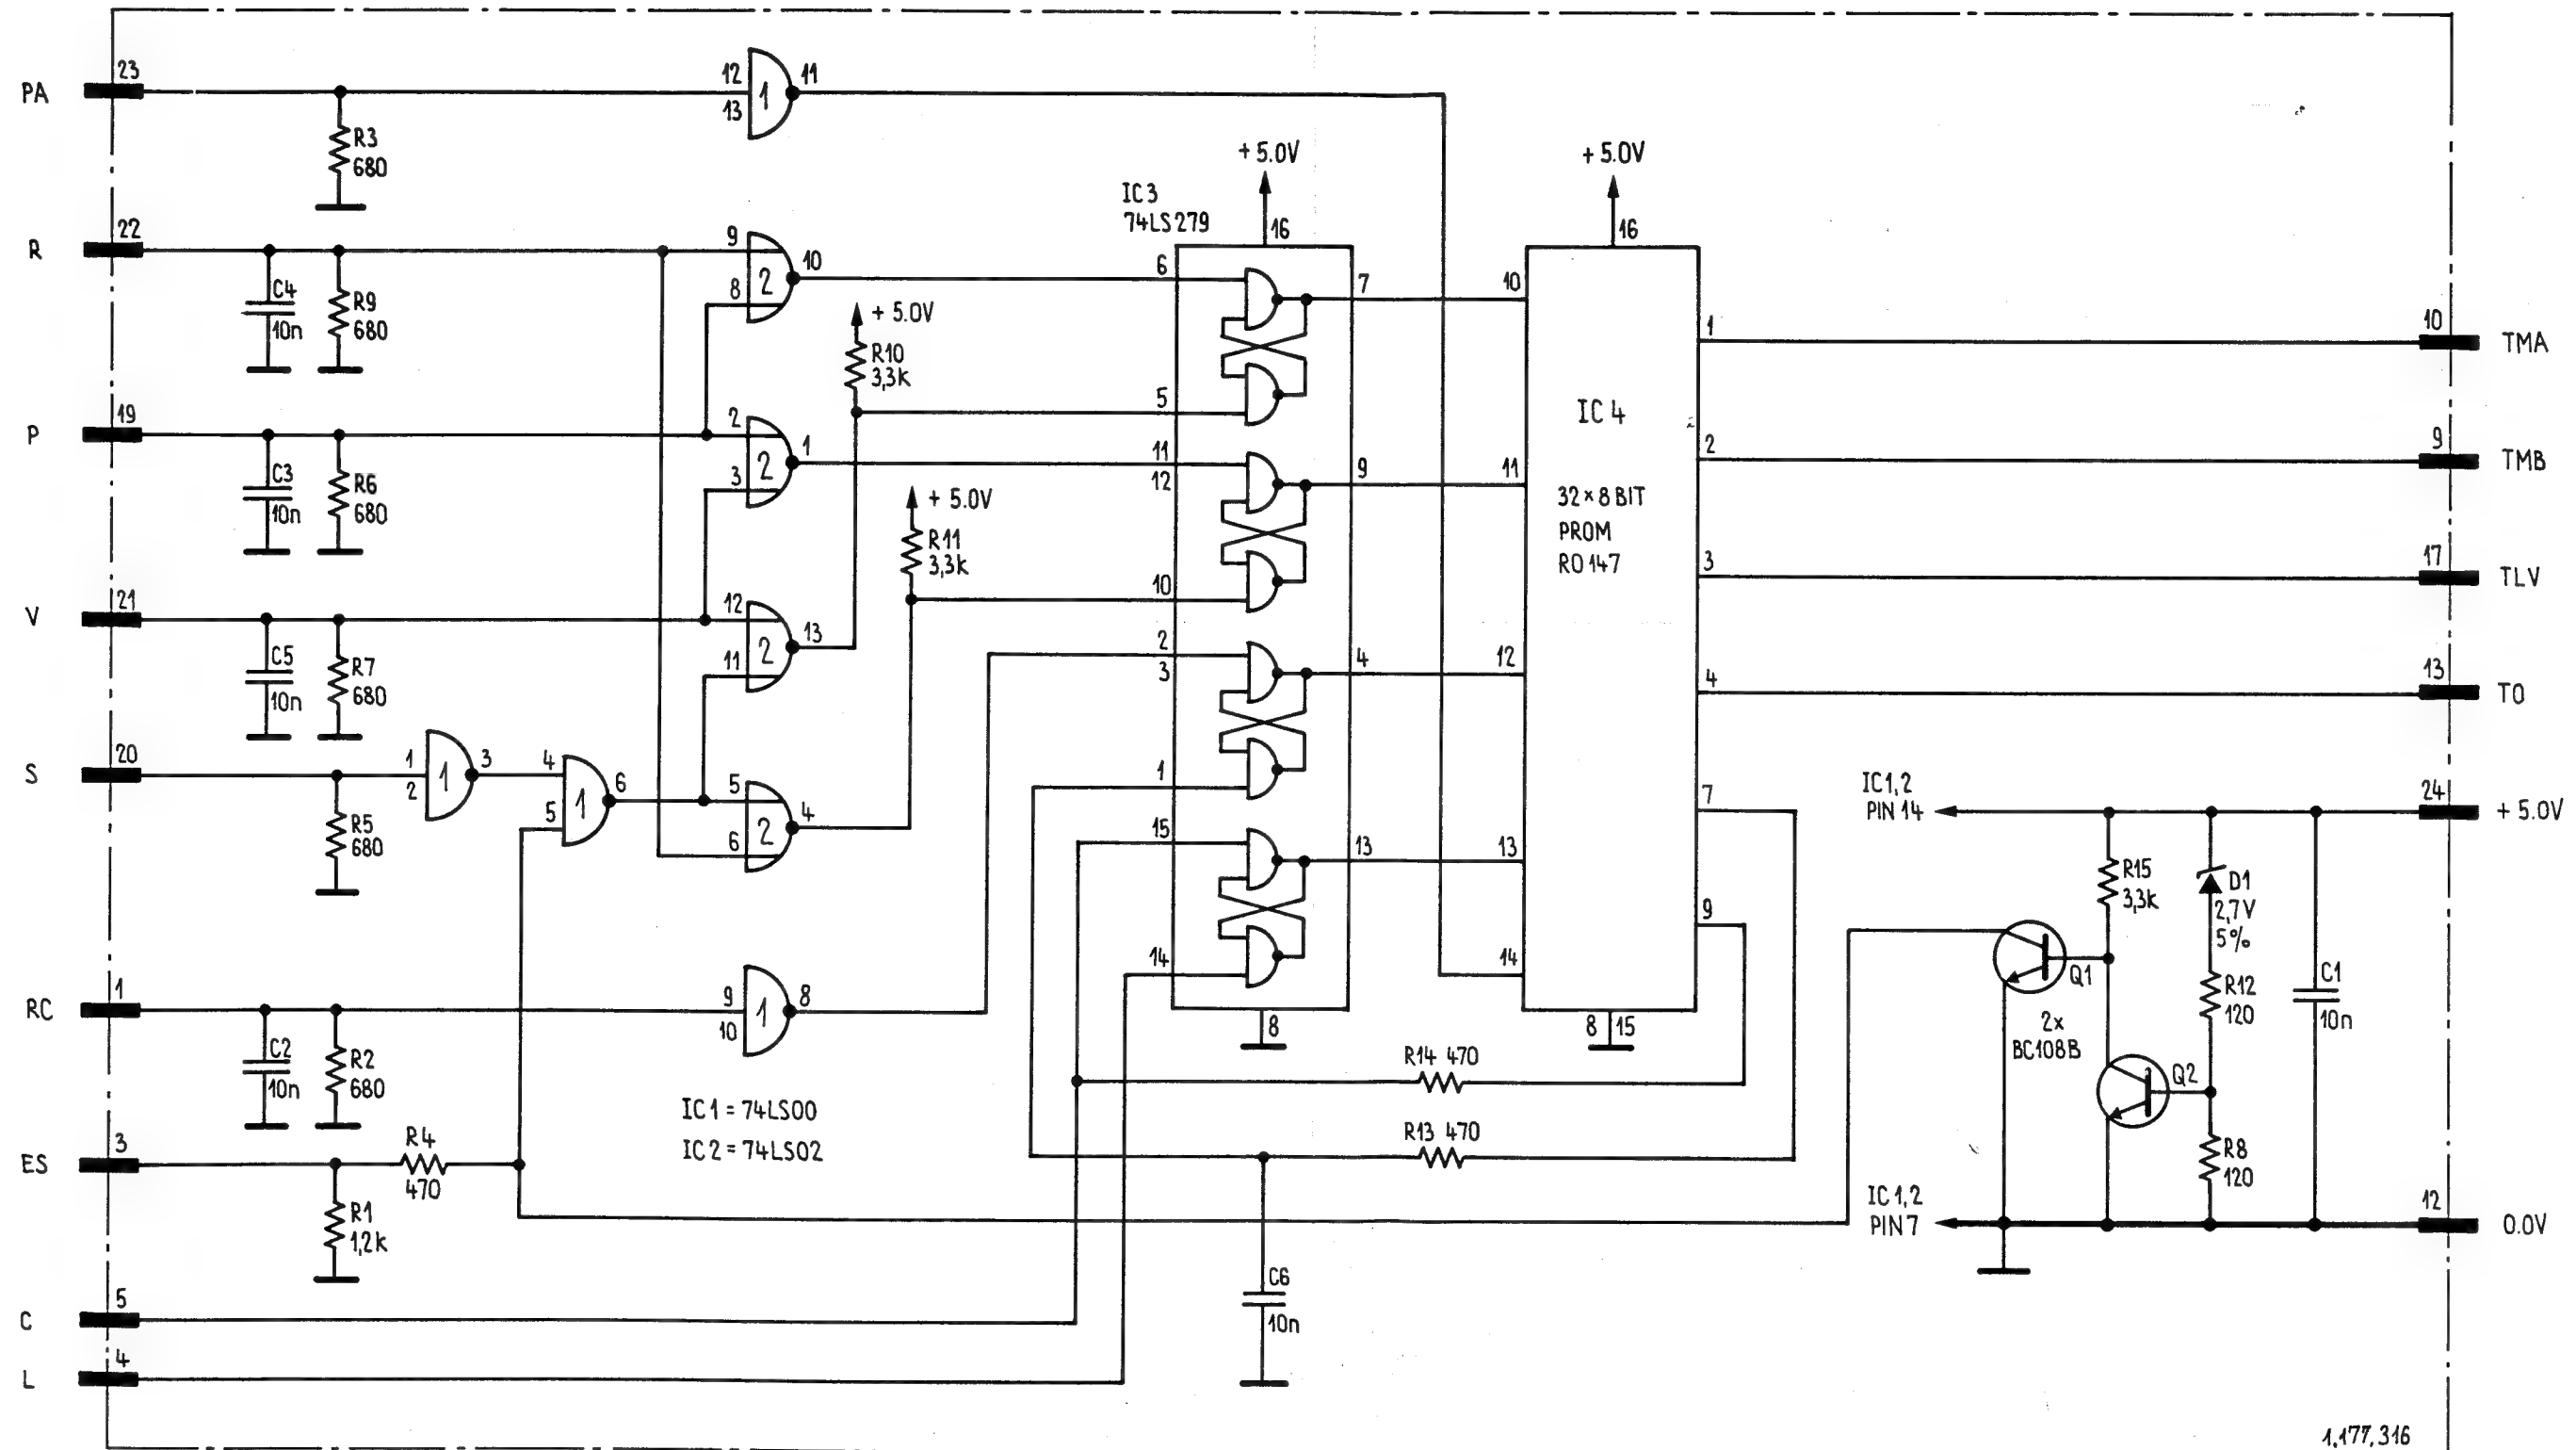 PA
23
12
13
1
11
R3
680
R
22
C4
10n
R9
680
9
8
2
10
+ 5.0V
R10
3,3k
P
19
C3
10n
R6
680
2
3
2
1
+ 5.0V
R11
3,3k
V
21
C5
10n
R7
680
12
11
2
13
S
20
R5
680
1
2
1
3
4
5
1
6
5
6
2
4
RC
1
C2
10n
R2
680
9
10
1
8
ES
3
R4
470
R1
1,2k
C
5
L
4
IC1 = 74LS00
IC2 = 74LS02
IC3
74LS279
+ 5.0V
16
6
7
5
11
12
9
10
2
3
4
1
15
13
14
8
+ 5.0V
16
10
11
12
13
14
IC 4
32 × 8 BIT
PROM
RO 147
1
2
3
4
7
9
8
15
R14 470
R13 470
C6
10n
10
TMA
9
TMB
17
TLV
13
TO
24
+ 5.0V
IC1,2
PIN 14
R15
3,3k
D1
2,7V
5%
Q1
2x
BC108B
R12
120
C1
10n
Q2
R8
120
IC 1,2
PIN 7
12
0.0V
1.177.316